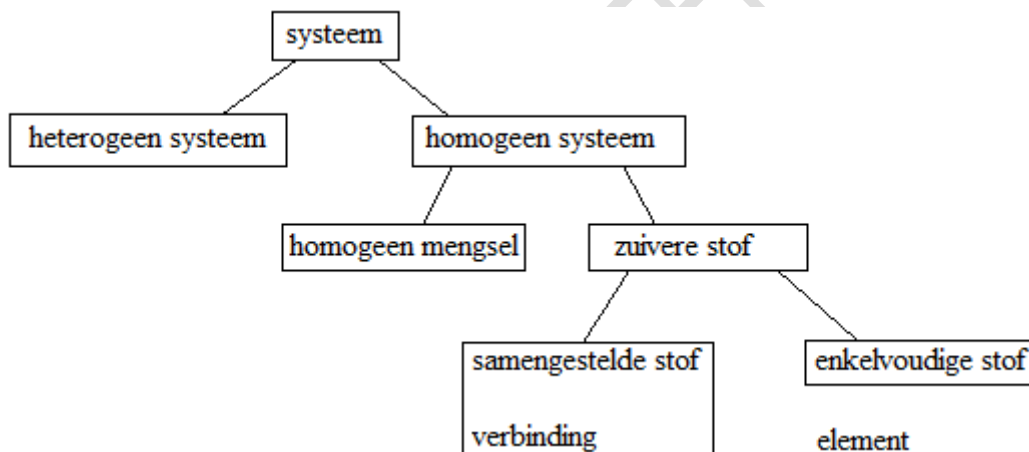 systeem
heterogeen systeem
homogeen systeem
homogeen mengsel
zuivere stof
samengestelde stof
verbinding
enkelvoudige stof
element